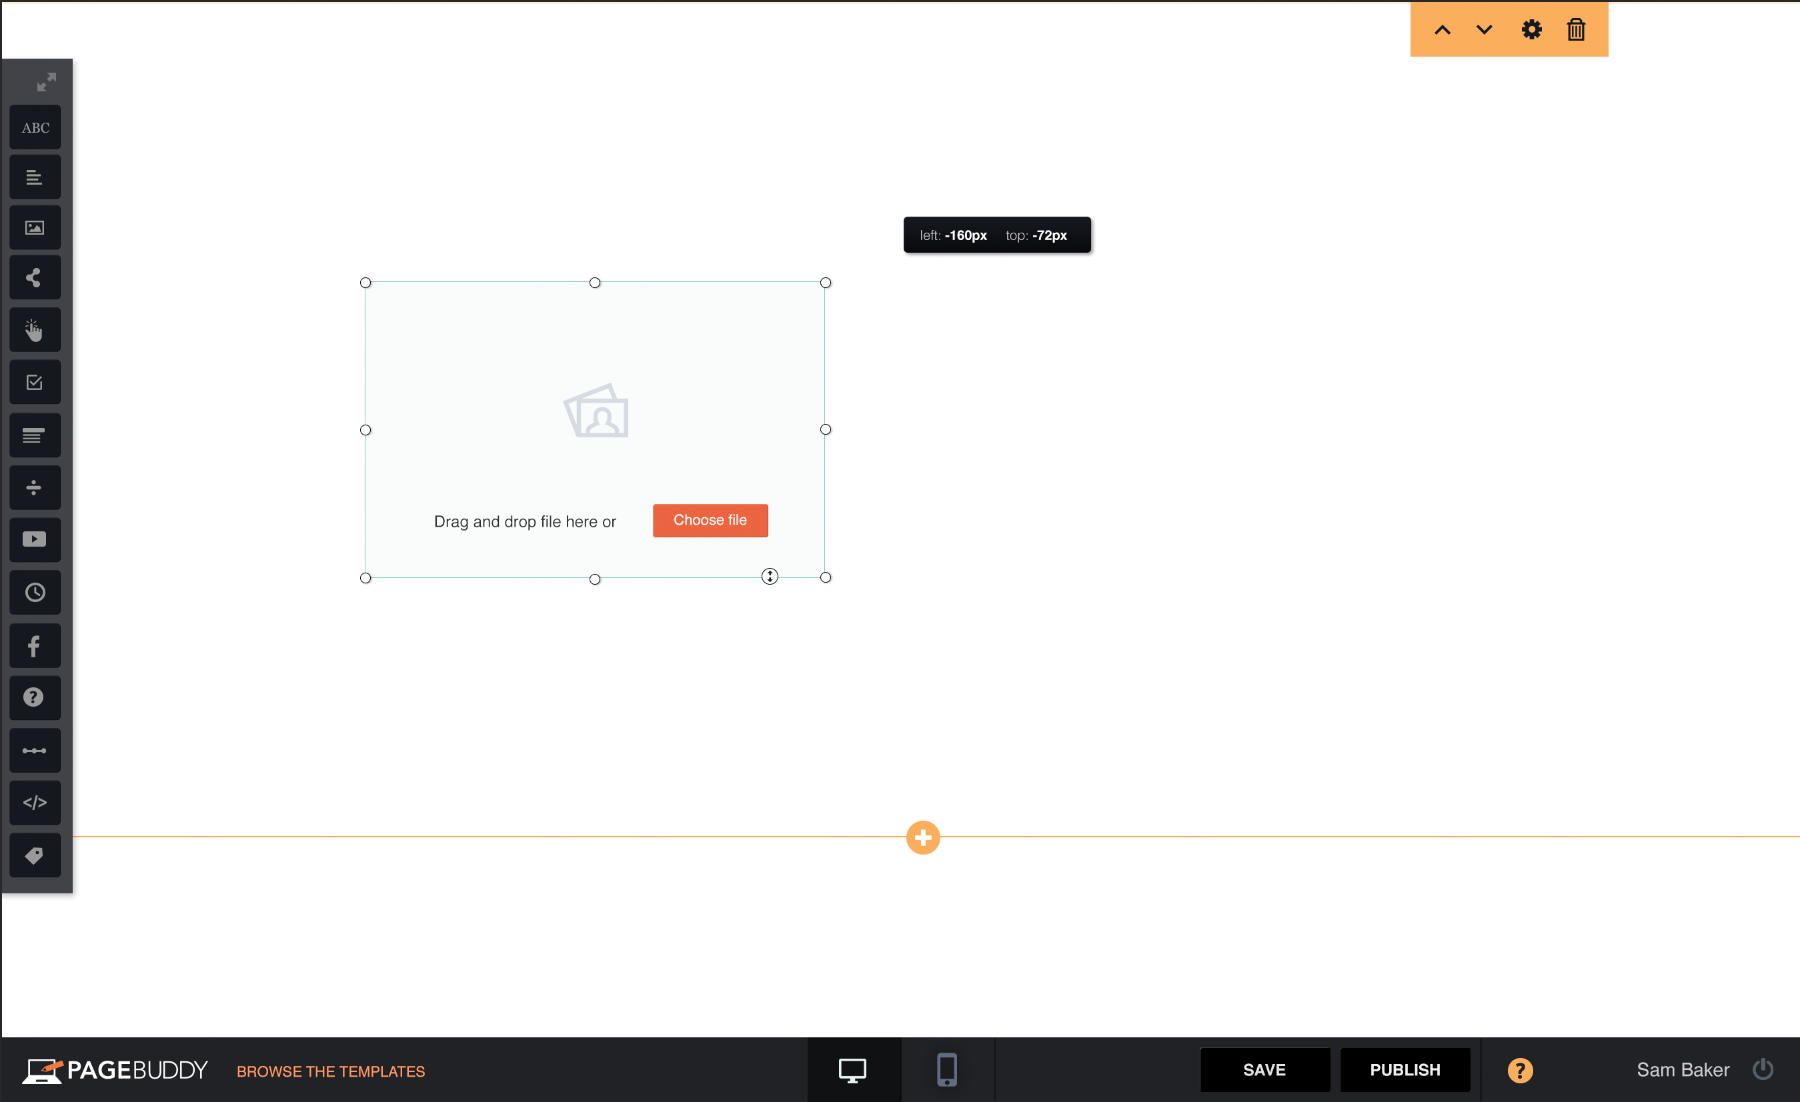 ABC
left: -160px top: -72px
Drag and drop file here or Choose file
</>
PAGEBUDDY BROWSE THE TEMPLATES SAVE PUBLISH ? Sam Baker